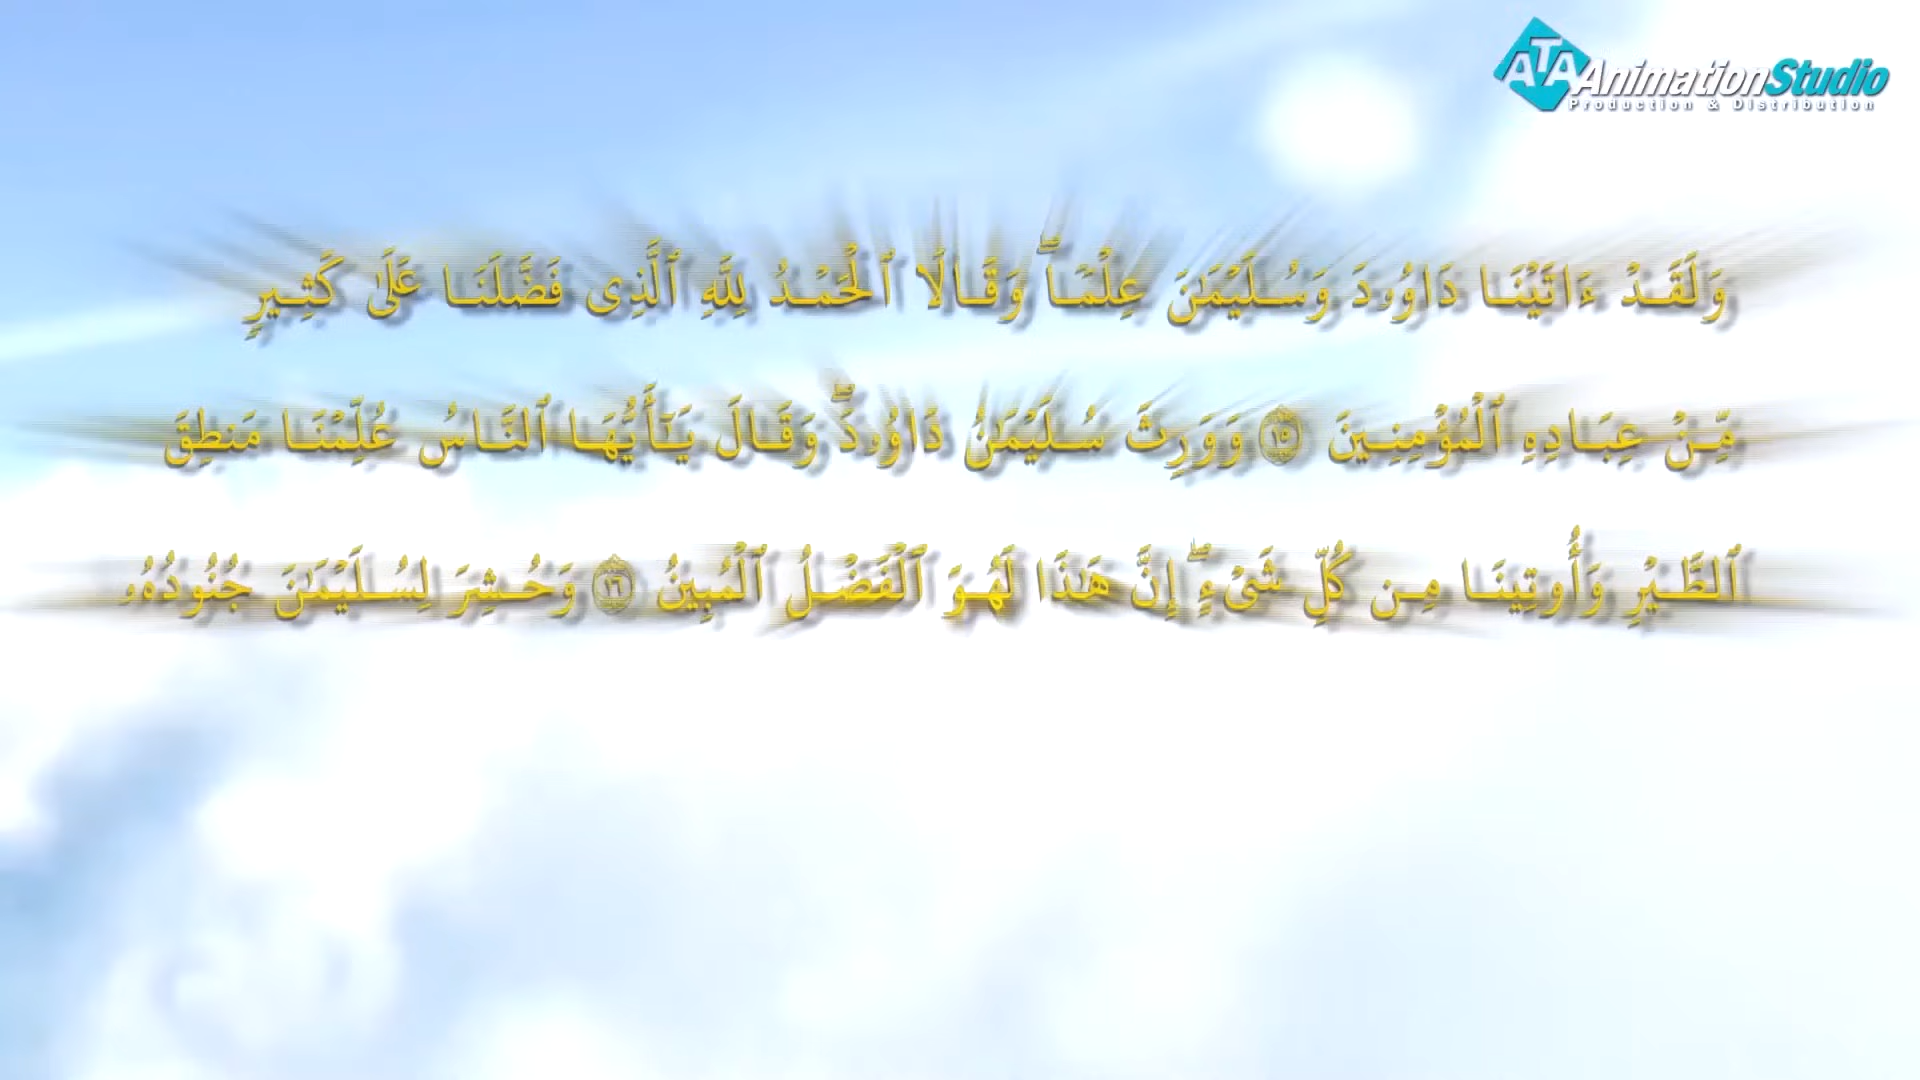 ATA AnimationStudio
Production & Distribution
وَلَقَدْ ءَاتَيْنَا دَاوُۥدَ وَسُلَيْمَٰنَ عِلْمًاۖ وَقَالَا ٱلْحَمْدُ لِلَّهِ ٱلَّذِى فَضَّلَنَا عَلَىٰ كَثِيرٍ
مِّنْ عِبَادِهِ ٱلْمُؤْمِنِينَ ١٥ وَوَرِثَ سُلَيْمَٰنُ دَاوُۥدَۖ وَقَالَ يَٰٓأَيُّهَا ٱلنَّاسُ عُلِّمْنَا مَنطِقَ
ٱلطَّيْرِ وَأُوتِينَا مِن كُلِّ شَىْءٍۖ إِنَّ هَٰذَا لَهُوَ ٱلْفَضْلُ ٱلْمُبِينُ ١٦ وَحُشِرَ لِسُلَيْمَٰنَ جُنُودُهُۥ